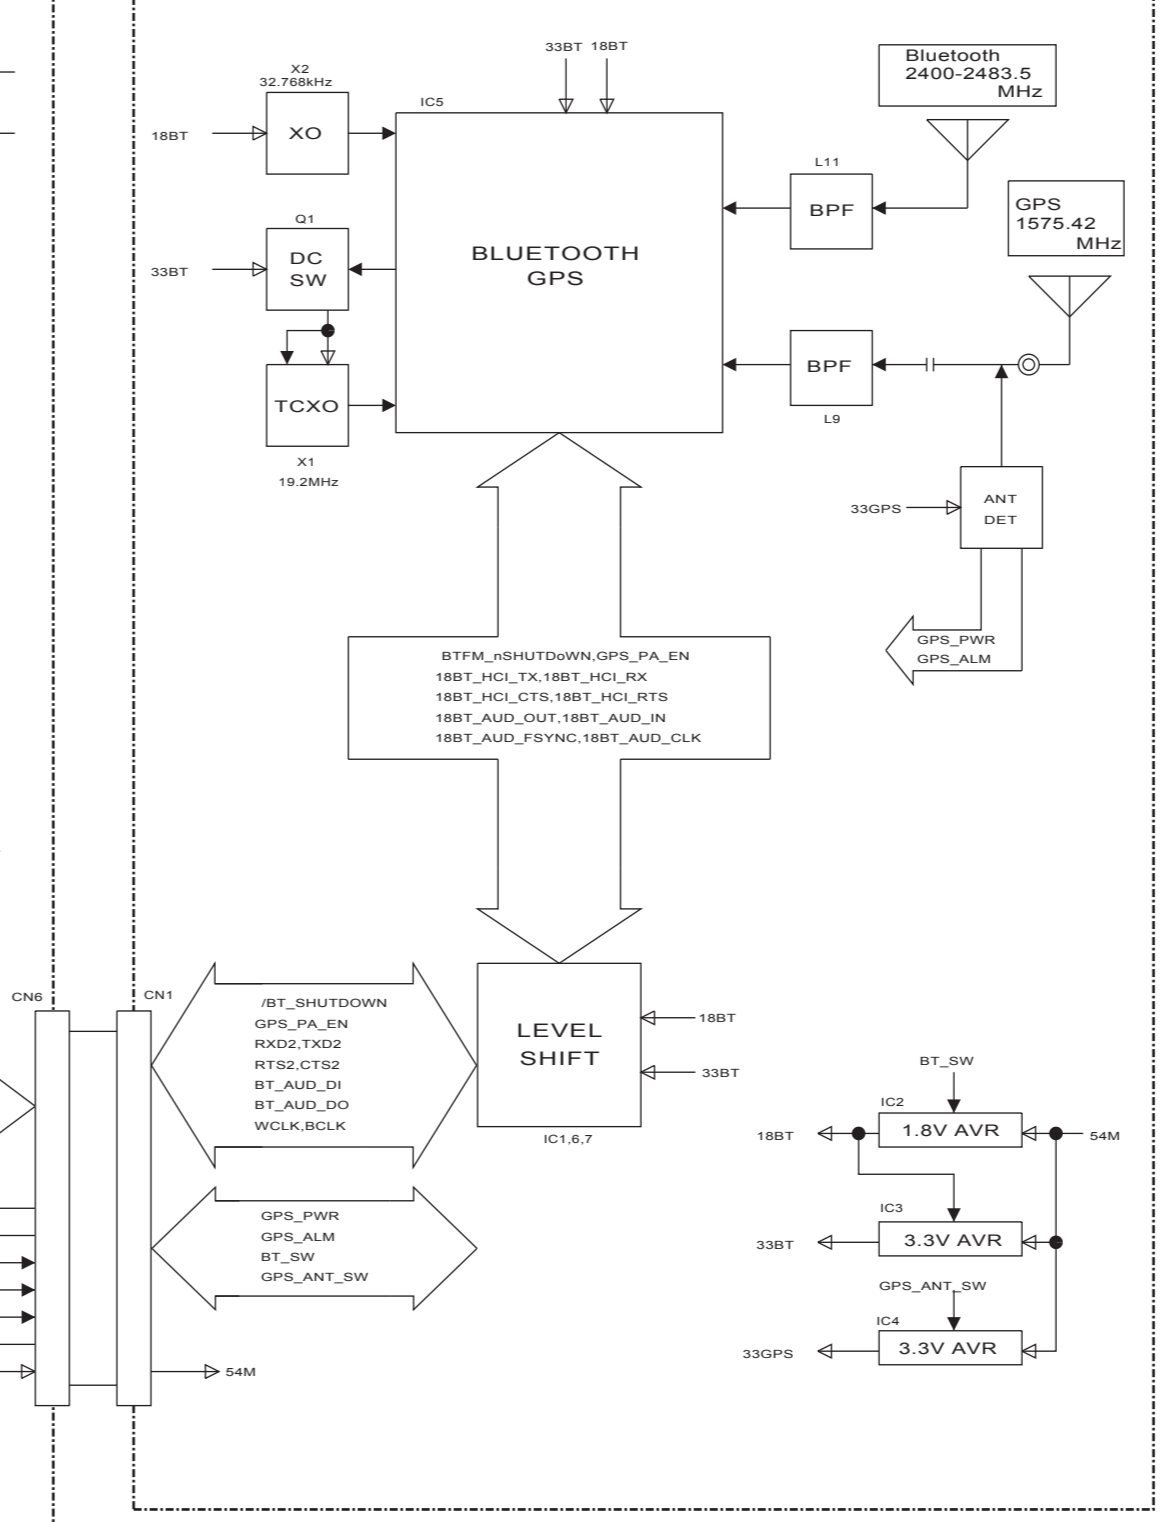 33BT 18BT
Bluetooth
2400-2483.5
MHz
X2
32.768kHz
IC5
18BT
XO
L11
BPF
GPS
1575.42
MHz
Q1
33BT
DC
SW
BLUETOOTH
GPS
BPF
L9
TCXO
X1
19.2MHz
33GPS
ANT
DET
GPS_PWR
GPS_ALM
BTFM_nSHUTDoWN,GPS_PA_EN
18BT_HCI_TX,18BT_HCI_RX
18BT_HCI_CTS,18BT_HCI_RTS
18BT_AUD_OUT,18BT_AUD_IN
18BT_AUD_FSYNC,18BT_AUD_CLK
CN6
CN1
/BT_SHUTDOWN
GPS_PA_EN
RXD2,TXD2
RTS2,CTS2
BT_AUD_DI
BT_AUD_DO
WCLK,BCLK
LEVEL
SHIFT
18BT
33BT
IC1,6,7
BT_SW
IC2
18BT
1.8V AVR
54M
IC3
33BT
3.3V AVR
GPS_ANT_SW
IC4
33GPS
3.3V AVR
GPS_PWR
GPS_ALM
BT_SW
GPS_ANT_SW
54M